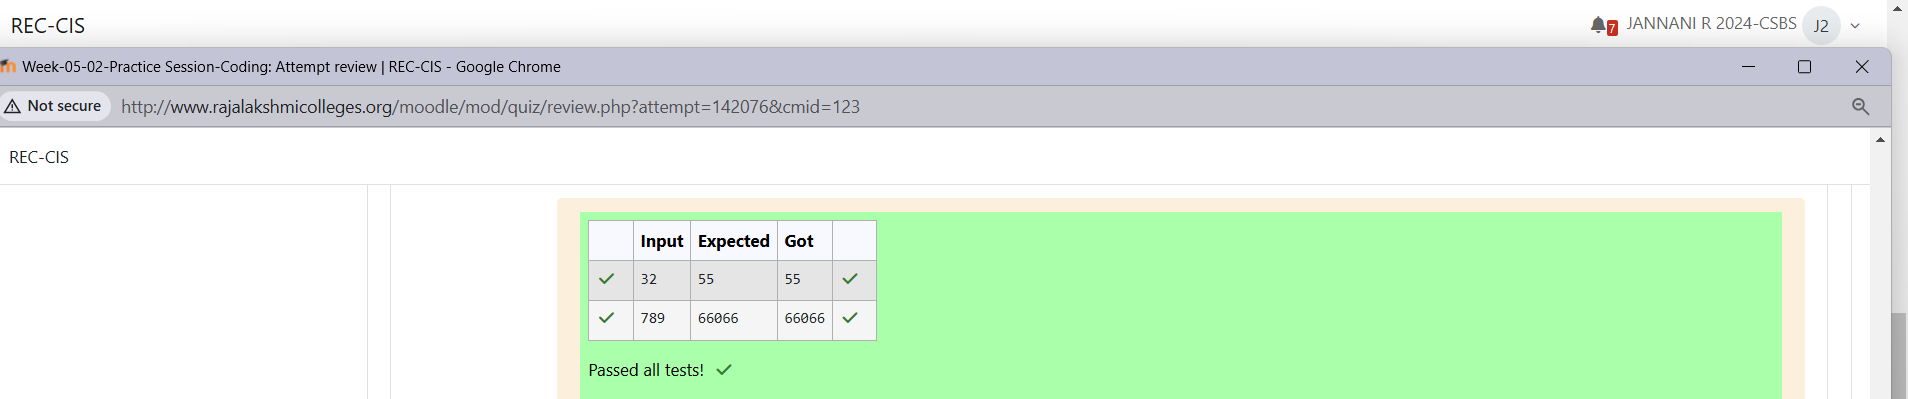 REC-CIS
7 JANNANI R 2024-CSBS J2
Week-05-02-Practice Session-Coding: Attempt review | REC-CIS - Google Chrome
Not secure http://www.rajalakshmicolleges.org/moodle/mod/quiz/review.php?attempt=142076&cmid=123
REC-CIS
Input Expected Got
32 55 55
789 66066 66066
Passed all tests!